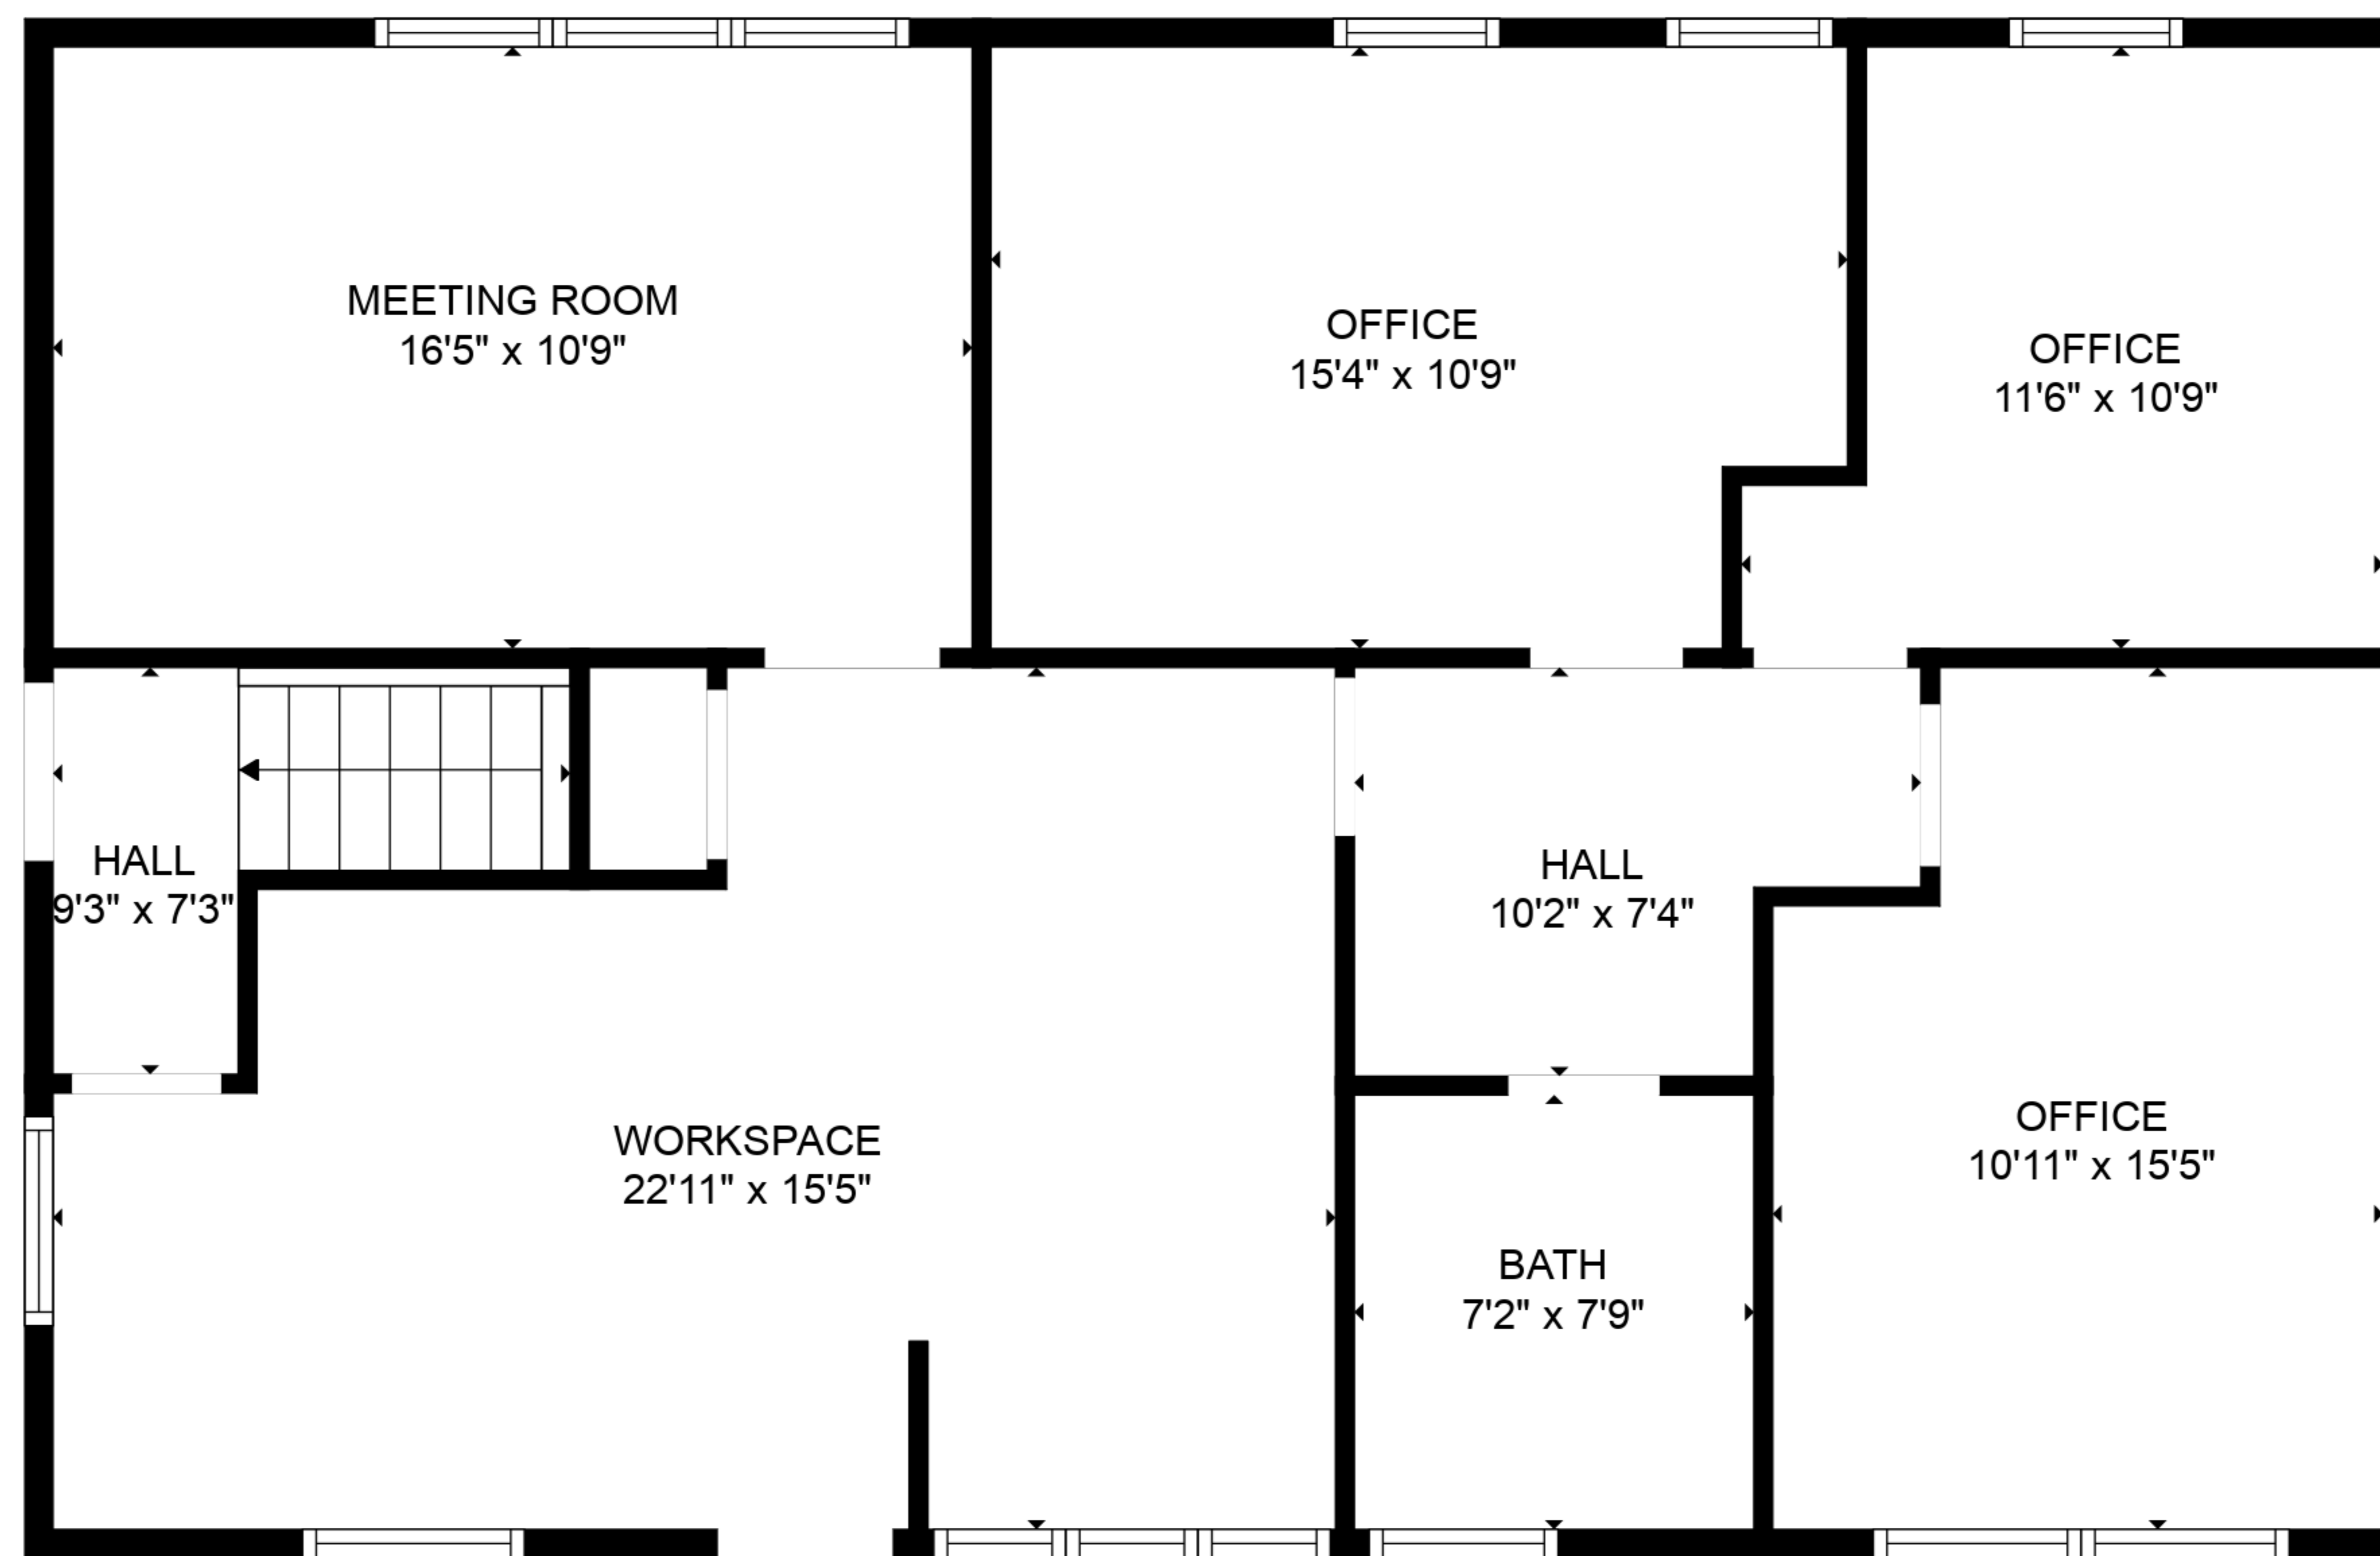 MEETING ROOM
16'5" x 10'9"
OFFICE
15'4" x 10'9"
OFFICE
11'6" x 10'9"
HALL
9'3" x 7'3"
HALL
10'2" x 7'4"
WORKSPACE
22'11" x 15'5"
OFFICE
10'11" x 15'5"
BATH
7'2" x 7'9"